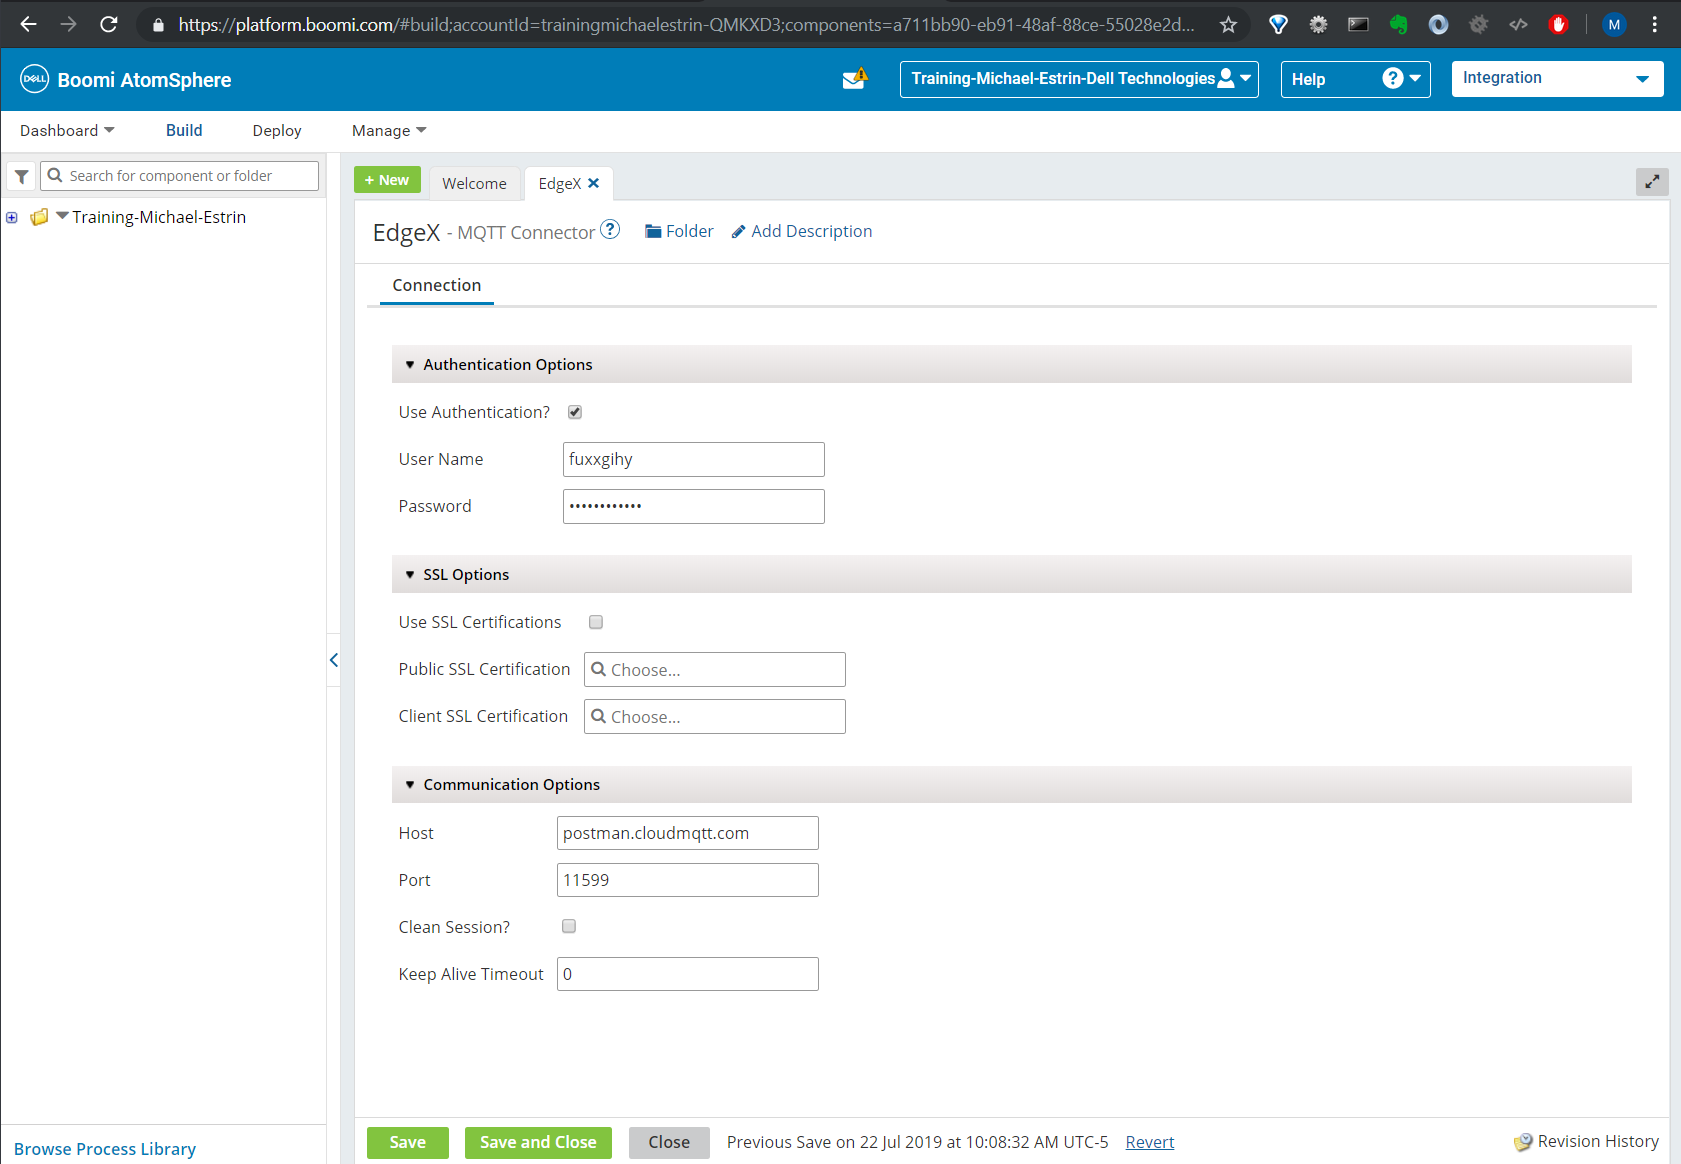 https://platform.boomi.com/#build;accountId=trainingmichaelestrin-QMKXD3;components=a711bb90-eb91-48af-88ce-55028e2d...
M
DELL Boomi AtomSphere
Training-Michael-Estrin-Dell Technologies
Help ?
Integration
Dashboard
Build
Deploy
Manage
Search for component or folder
Training-Michael-Estrin
+ New
Welcome
EdgeX
EdgeX - MQTT Connector ?
Folder
Add Description
Connection
Authentication Options
Use Authentication?
User Name fuxxgihy
Password ••••••••••••
SSL Options
Use SSL Certifications
Public SSL Certification Choose...
Client SSL Certification Choose...
Communication Options
Host postman.cloudmqtt.com
Port 11599
Clean Session?
Keep Alive Timeout 0
Browse Process Library
Save
Save and Close
Close
Previous Save on 22 Jul 2019 at 10:08:32 AM UTC-5 Revert
Revision History